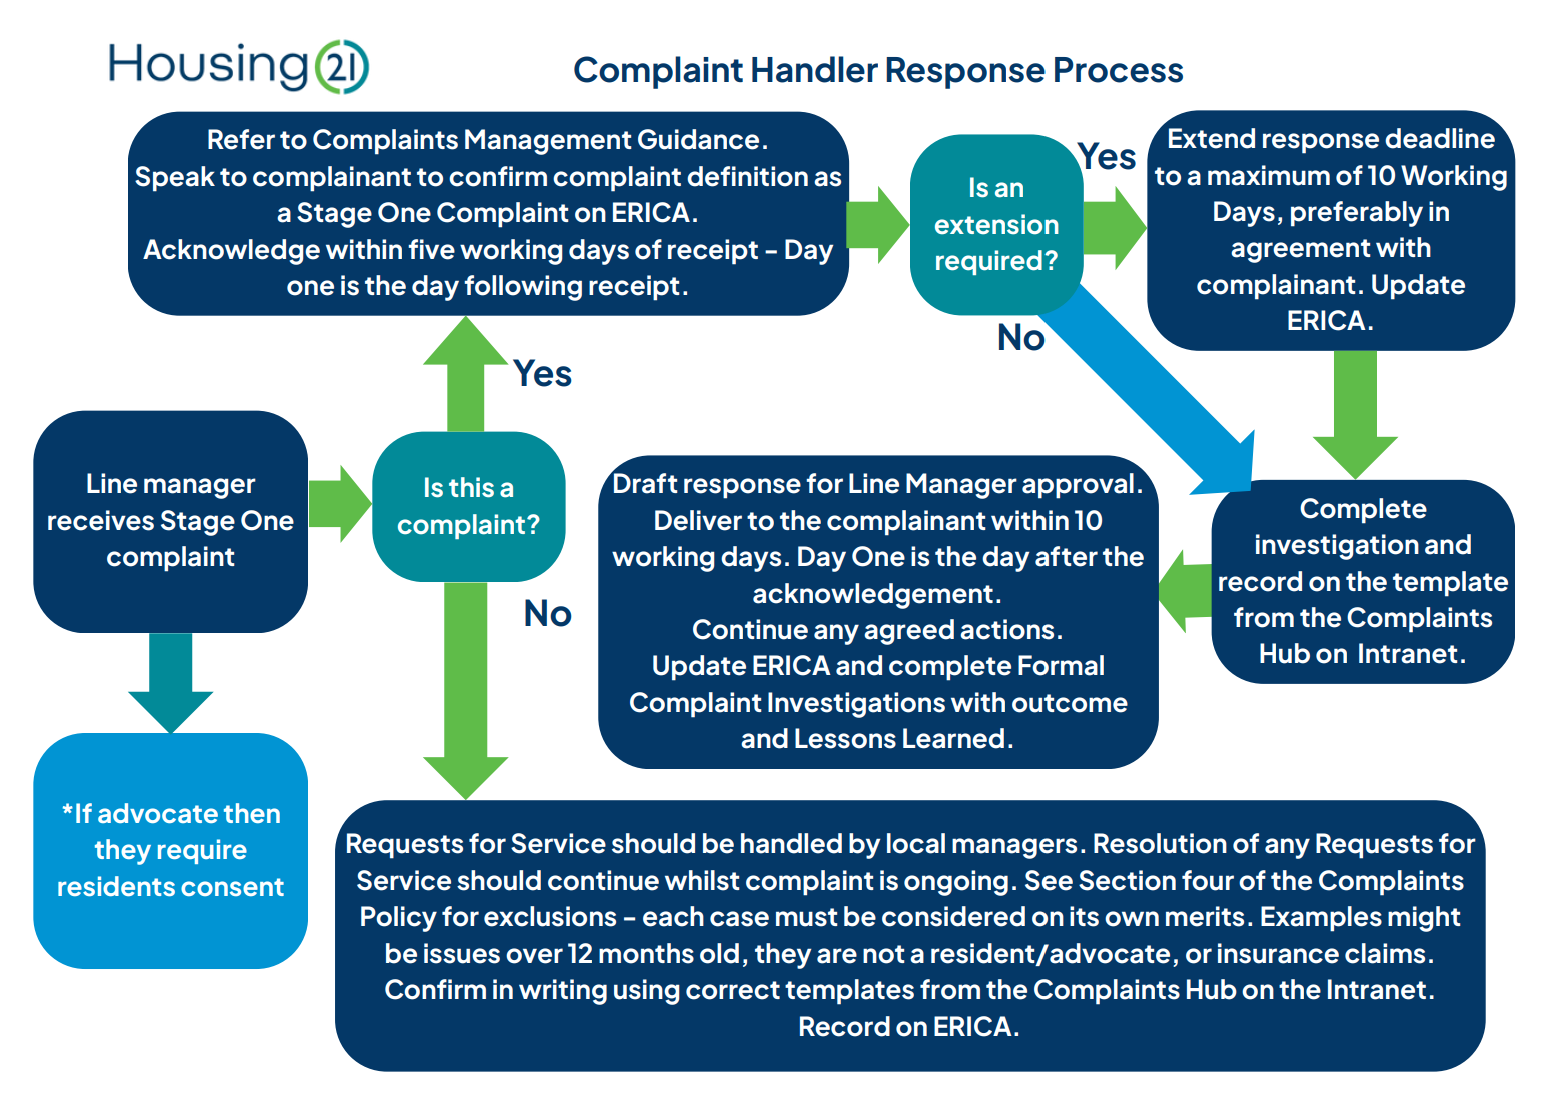 Housing 21
Complaint Handler Response Process
Refer to Complaints Management Guidance.
Speak to complainant to confirm complaint definition as
a Stage One Complaint on ERICA.
Acknowledge within five working days of receipt - Day
one is the day following receipt.
Is an
extension
required?
Yes
Extend response deadline
to a maximum of 10 Working
Days, preferably in
agreement with
complainant. Update
ERICA.
No
Yes
Line manager
receives Stage One
complaint
Is this a
complaint?
No
Draft response for Line Manager approval.
Deliver to the complainant within 10
working days. Day One is the day after the
acknowledgement.
Continue any agreed actions.
Update ERICA and complete Formal
Complaint Investigations with outcome
and Lessons Learned.
Complete
investigation and
record on the template
from the Complaints
Hub on Intranet.
*If advocate then
they require
residents consent
Requests for Service should be handled by local managers. Resolution of any Requests for
Service should continue whilst complaint is ongoing. See Section four of the Complaints
Policy for exclusions - each case must be considered on its own merits. Examples might
be issues over 12 months old, they are not a resident/advocate, or insurance claims.
Confirm in writing using correct templates from the Complaints Hub on the Intranet.
Record on ERICA.